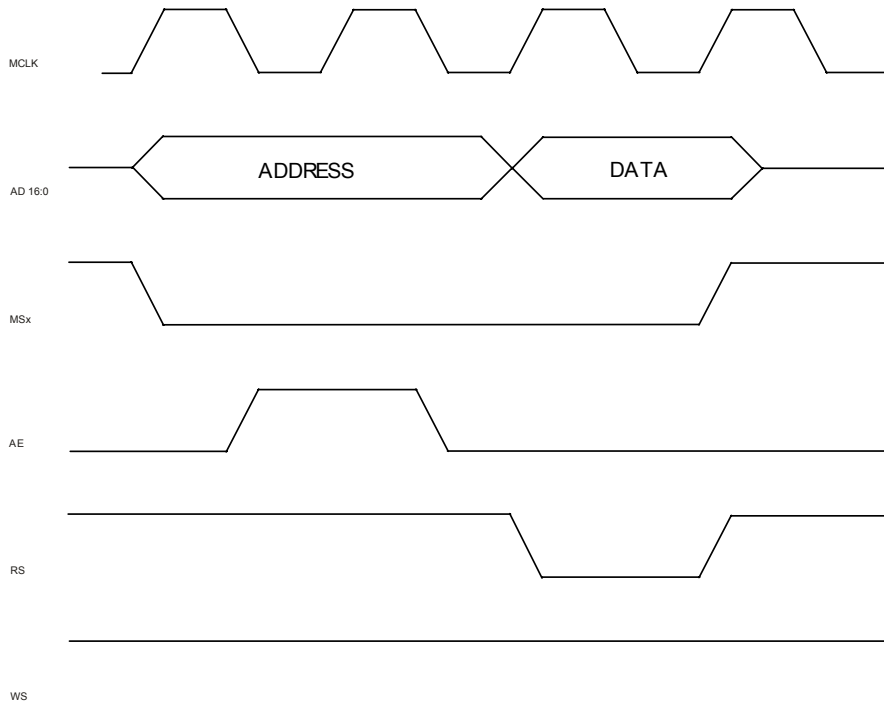 MCLK
ADDRESS DATA
AD 16:0
MSx
AE
RS
WS